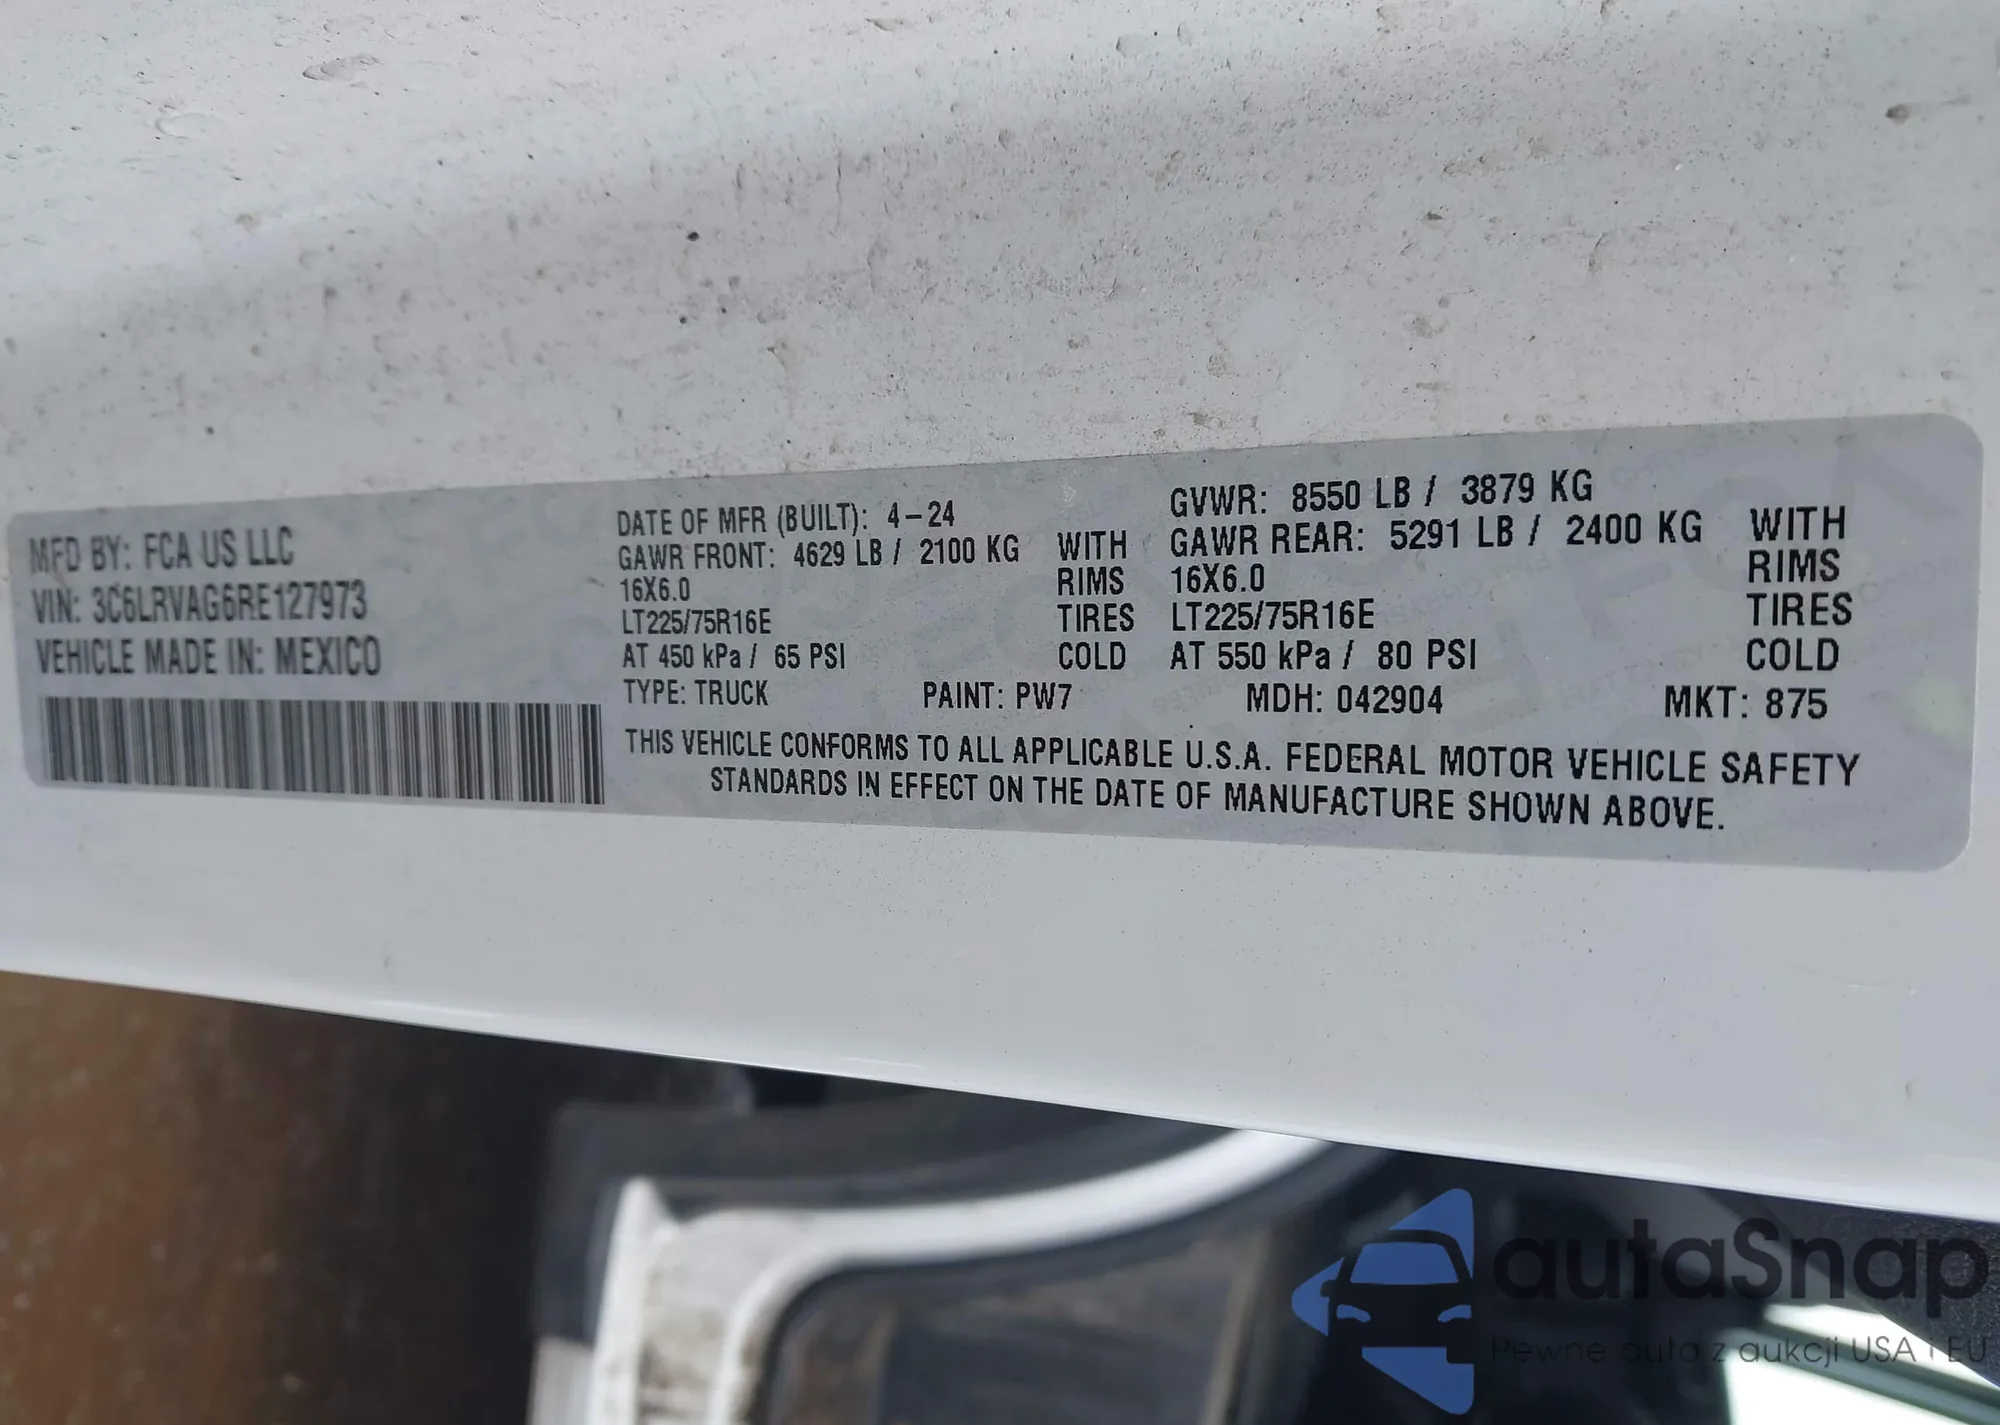 MFD BY: FCA US LLC
VIN: 3C6LRVAG6RE127973
VEHICLE MADE IN: MEXICO
DATE OF MFR (BUILT): 4-24
GAWR FRONT: 4629 LB / 2100 KG WITH
16X6.0 RIMS
LT225/75R16E TIRES
AT 450 kPa / 65 PSI COLD
GVWR: 8550 LB / 3879 KG
GAWR REAR: 5291 LB / 2400 KG WITH
16X6.0 RIMS
LT225/75R16E TIRES
AT 550 kPa / 80 PSI COLD
TYPE: TRUCK PAINT: PW7 MDH: 042904 MKT: 875
THIS VEHICLE CONFORMS TO ALL APPLICABLE U.S.A. FEDERAL MOTOR VEHICLE SAFETY
STANDARDS IN EFFECT ON THE DATE OF MANUFACTURE SHOWN ABOVE.
autaSnap
Pewne auta z aukcji USA i EU